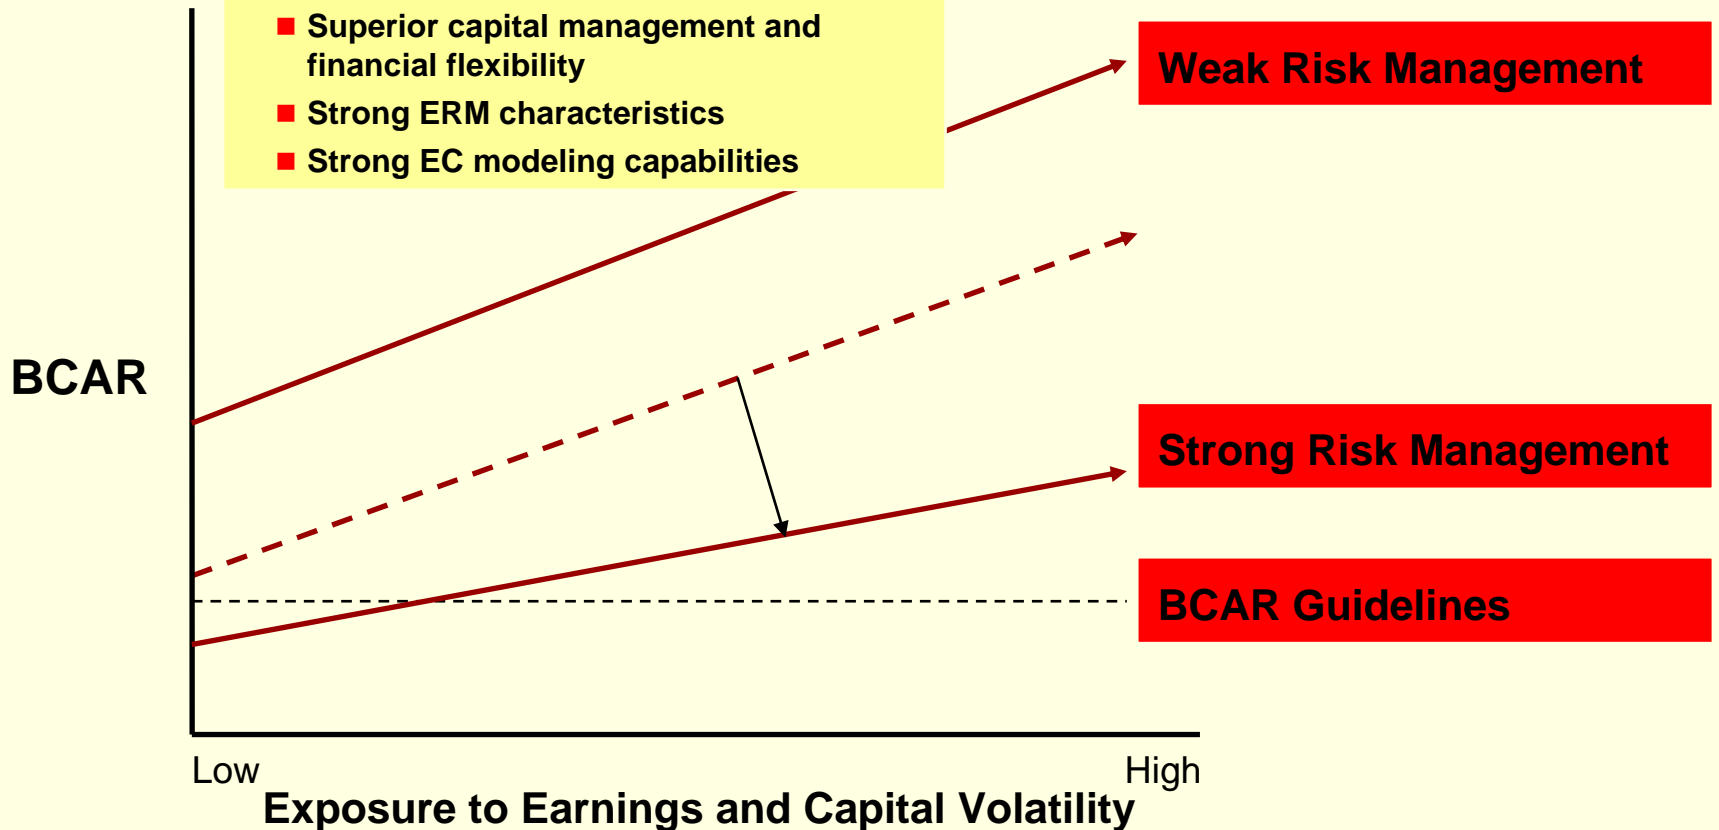 Superior capital management and
financial flexibility
Strong ERM characteristics
Strong EC modeling capabilities
Weak Risk Management
BCAR
Strong Risk Management
BCAR Guidelines
Low
High
Exposure to Earnings and Capital Volatility